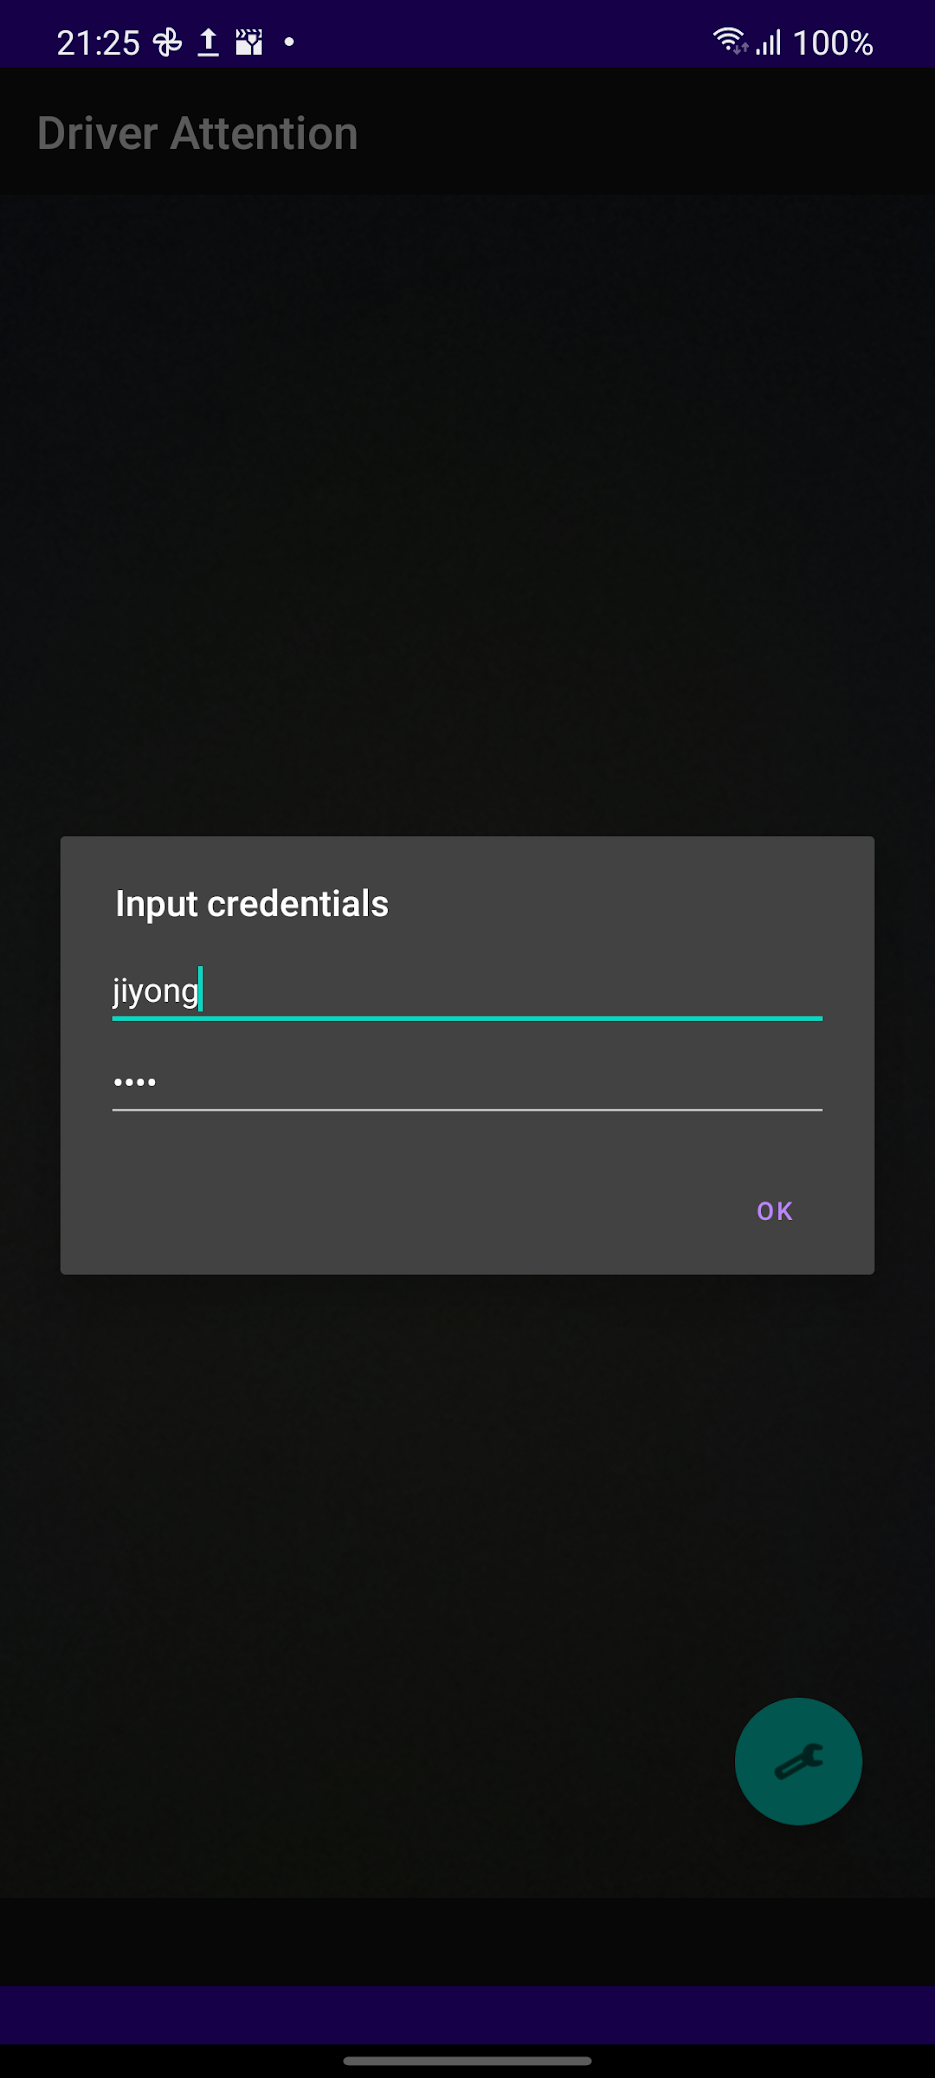 21:25
100%
Driver Attention
Input credentials
jiyong
••••
OK